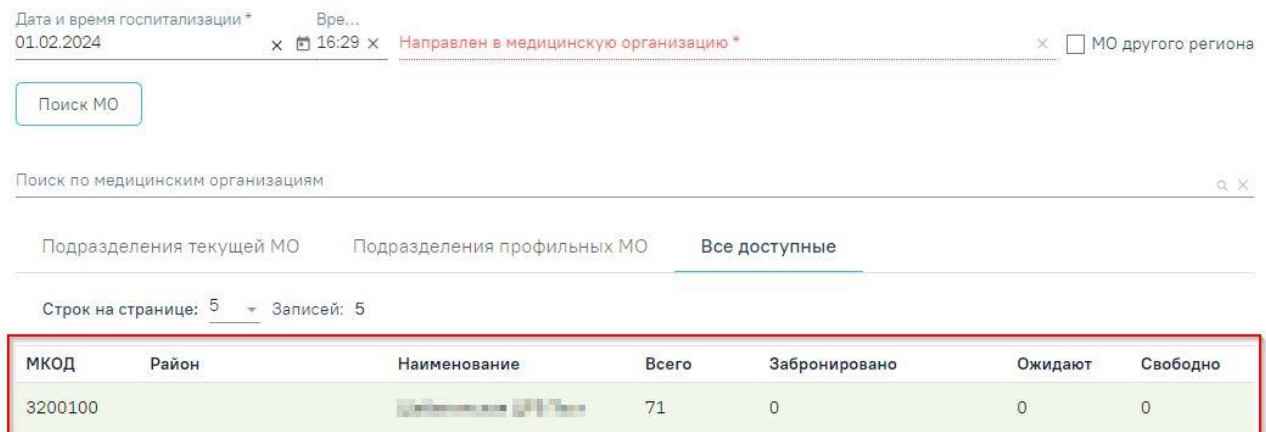 Дата и время госпитализации * Вре...
01.02.2024 16:29 Направлен в медицинскую организацию * МО другого региона
Поиск МО
Поиск по медицинским организациям
Подразделения текущей МО Подразделения профильных МО Все доступные
Строк на странице: 5 Записей: 5
МКОД Район Наименование Всего Забронировано Ожидают Свободно
3200100 71 0 0 0